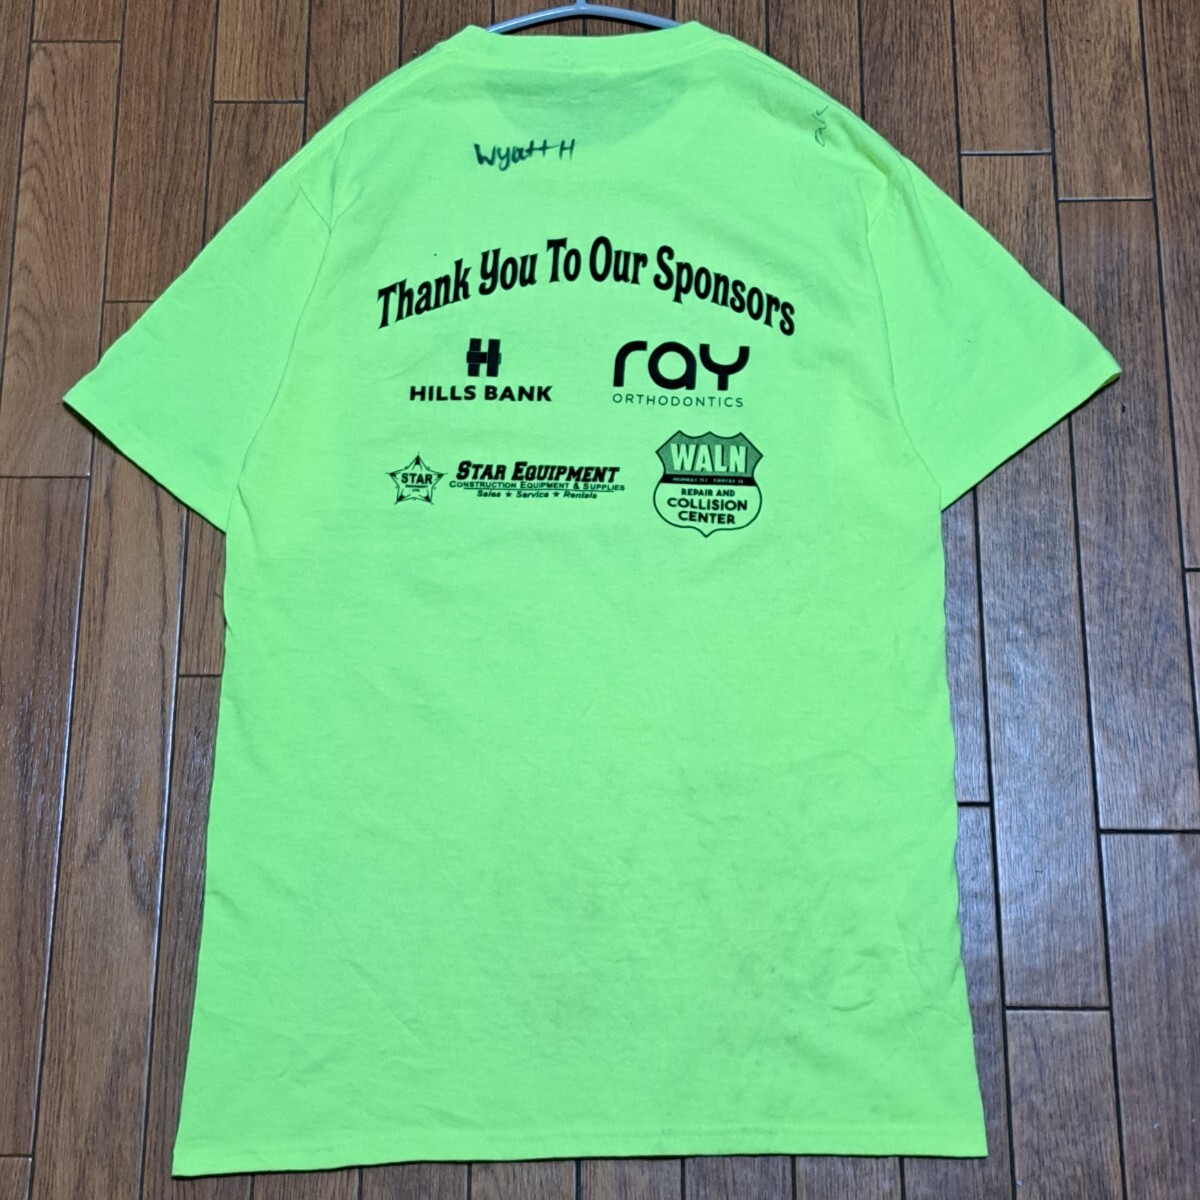 Wyatt H
Thank You To Our Sponsors
H
HILLS BANK
ray
ORTHODONTICS
STAR
STAR EQUIPMENT
CONSTRUCTION EQUIPMENT & SUPPLIES
Sales ★ Service ★ Rentals
WALN
REPAIR AND
COLLISION
CENTER